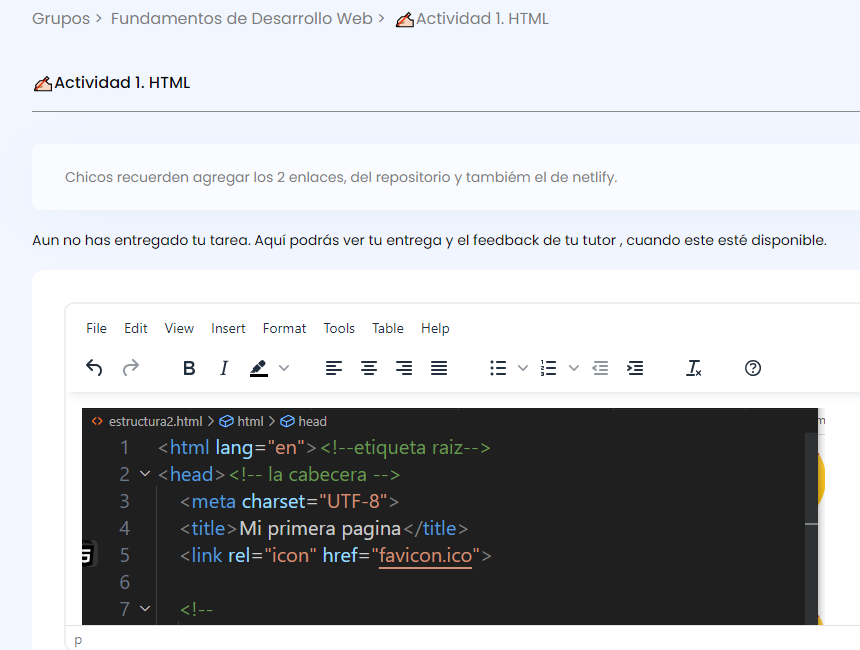 Grupos > Fundamentos de Desarrollo Web > Actividad 1. HTML
Actividad 1. HTML
Chicos recuerden agregar los 2 enlaces, del repositorio y tambiém el de netlify.
Aun no has entregado tu tarea. Aquí podrás ver tu entrega y el feedback de tu tutor , cuando este esté disponible.
File Edit View Insert Format Tools Table Help
B I
estructura2.html > html > head
1 <html lang="en"><!--etiqueta raiz-->
2 <head><!-- la cabecera -->
3 <meta charset="UTF-8">
4 <title>Mi primera pagina</title>
5 <link rel="icon" href="favicon.ico">
6
7 <!--
p